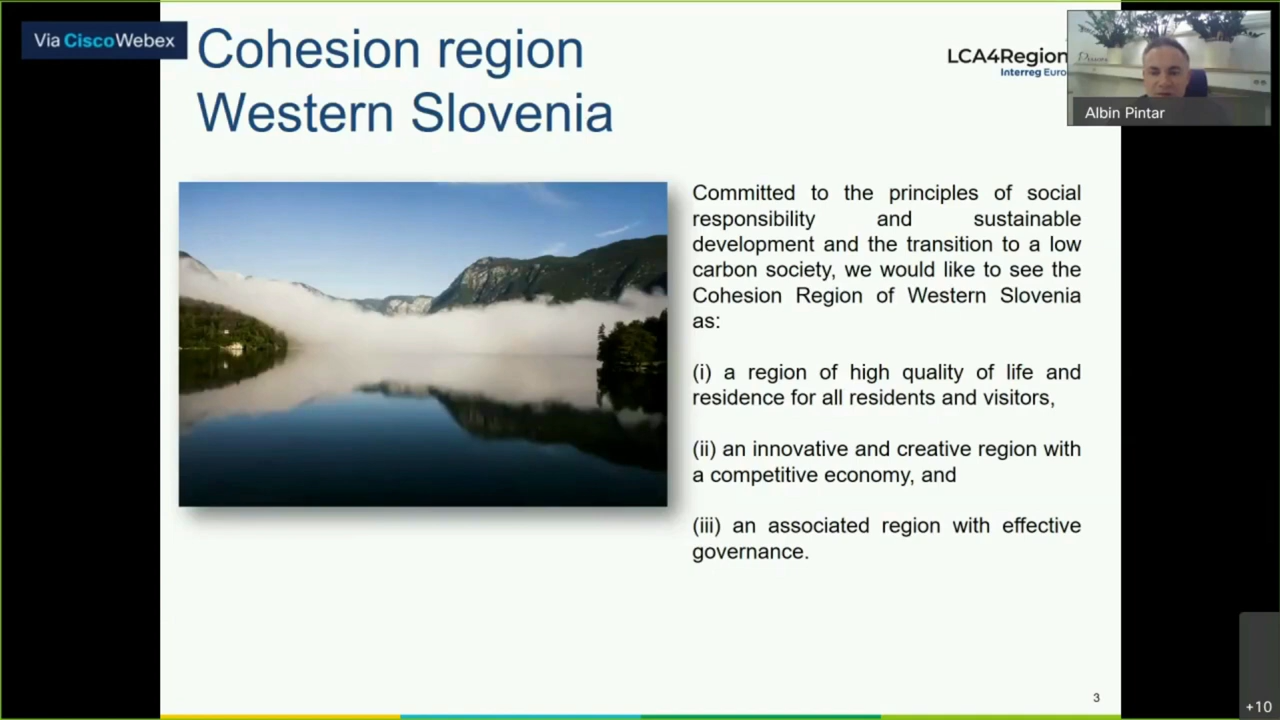 Via Cisco Webex
Cohesion region
Western Slovenia
LCA4Region
Interreg Euro
Albin Pintar
Committed to the principles of social
responsibility and sustainable
development and the transition to a low
carbon society, we would like to see the
Cohesion Region of Western Slovenia
as:
(i) a region of high quality of life and
residence for all residents and visitors,
(ii) an innovative and creative region with
a competitive economy, and
(iii) an associated region with effective
governance.
3
+10